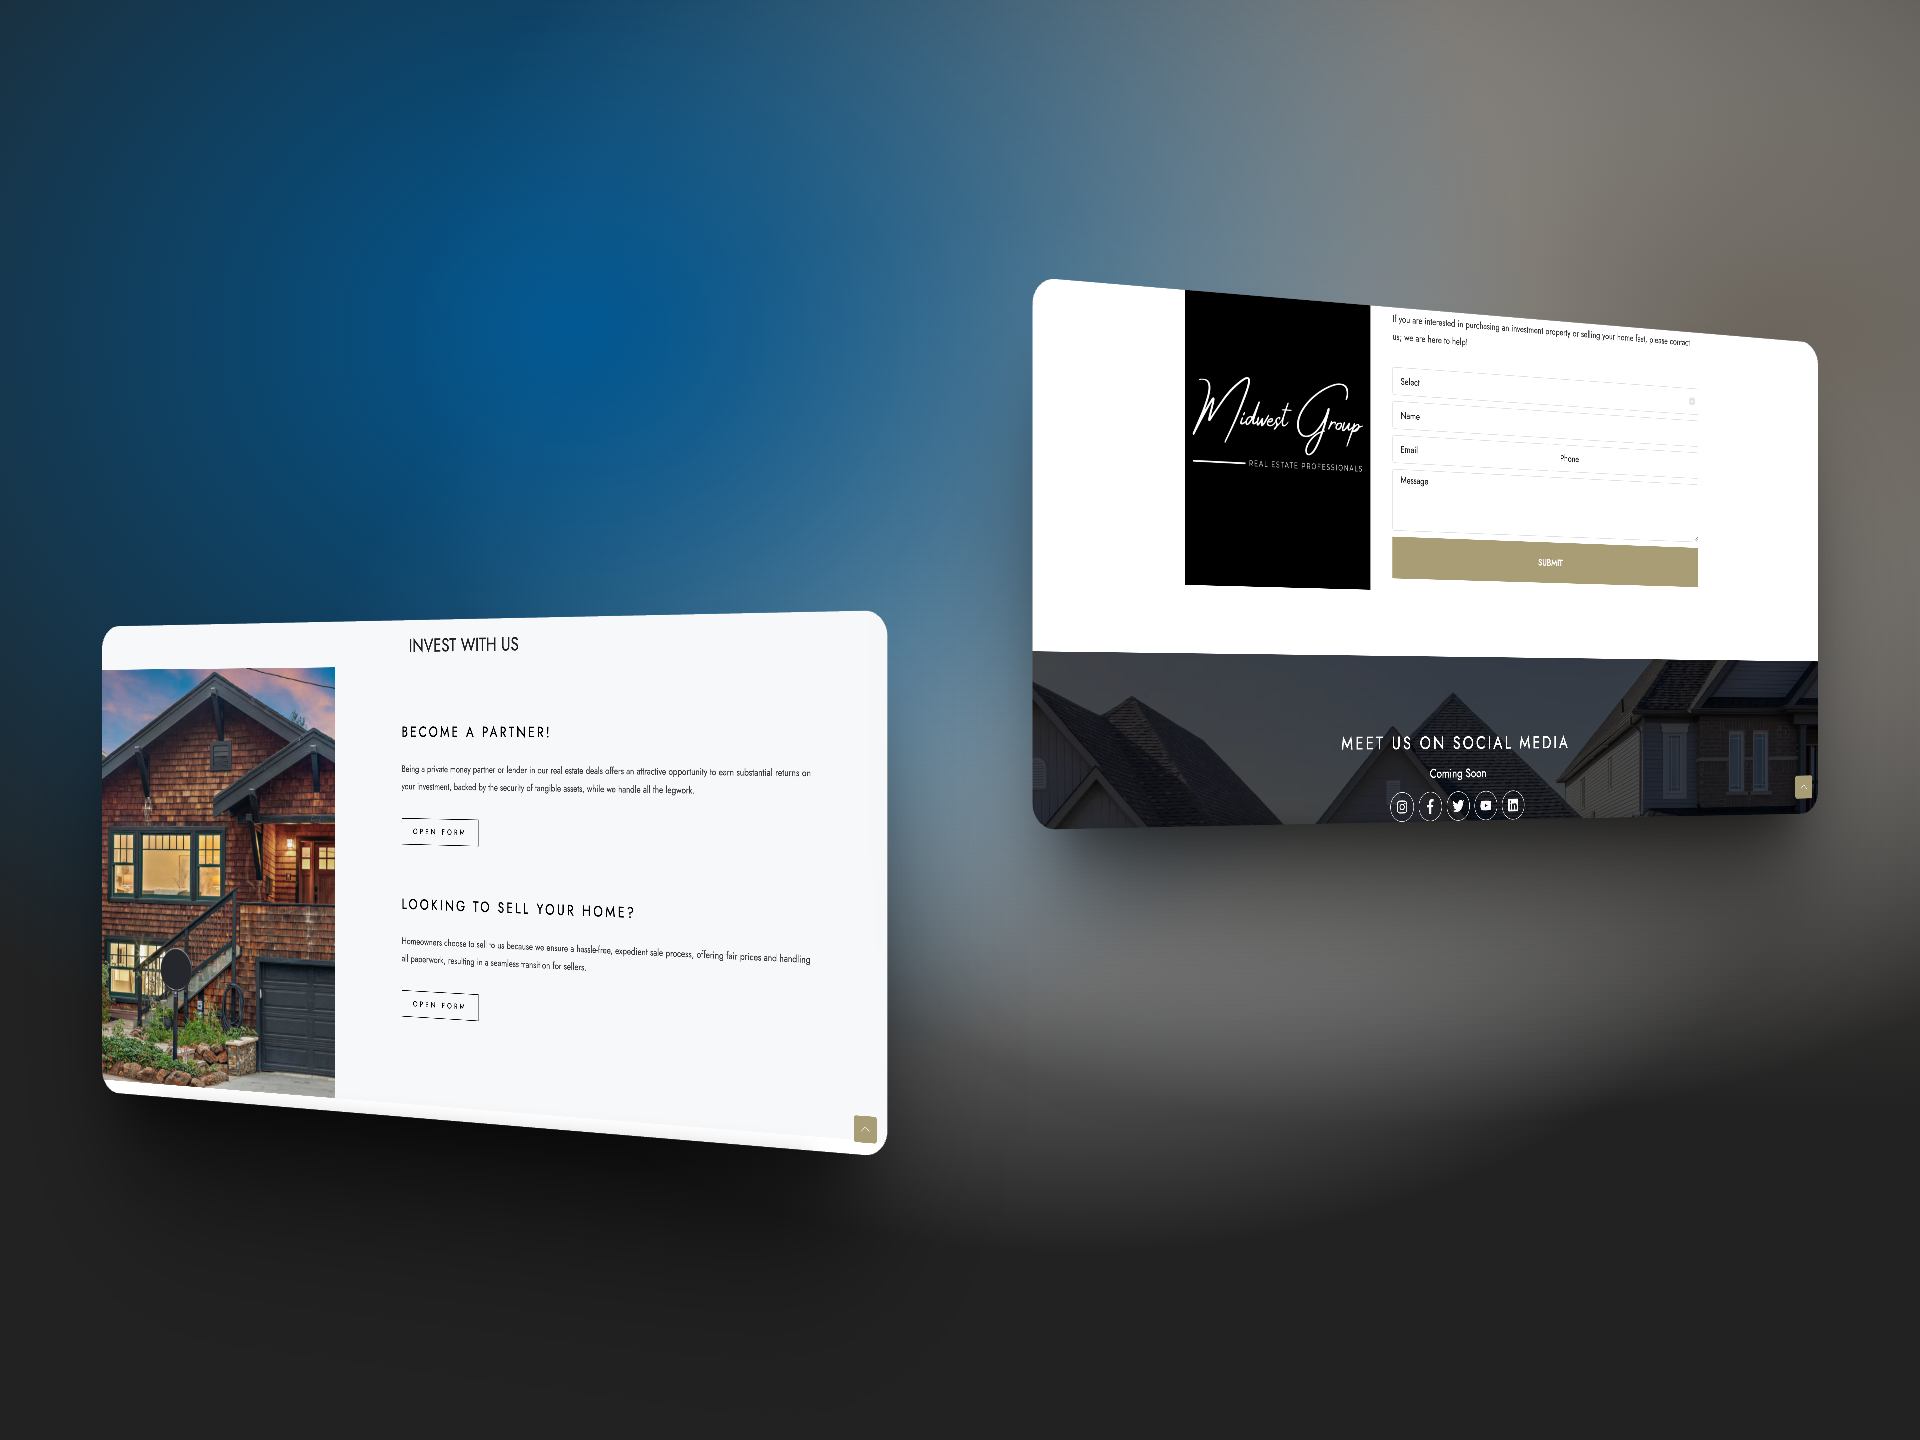 INVEST WITH US
BECOME A PARTNER!
Being a private money partner or lender in our real estate deals offers an attractive opportunity to earn substantial returns on
your investment, backed by the security of tangible assets, while we handle all the legwork.
OPEN FORM
LOOKING TO SELL YOUR HOME?
Homeowners choose to sell to us because we ensure a hassle-free, expedient sale process, offering fair prices and handling
all paperwork, resulting in a seamless transition for sellers.
OPEN FORM
Midwest Group
REAL ESTATE PROFESSIONALS
If you are interested in purchasing an investment property or selling your home fast, please contact
us; we are here to help!
Select
Name
Email Phone
Message
SUBMIT
MEET US ON SOCIAL MEDIA
Coming Soon